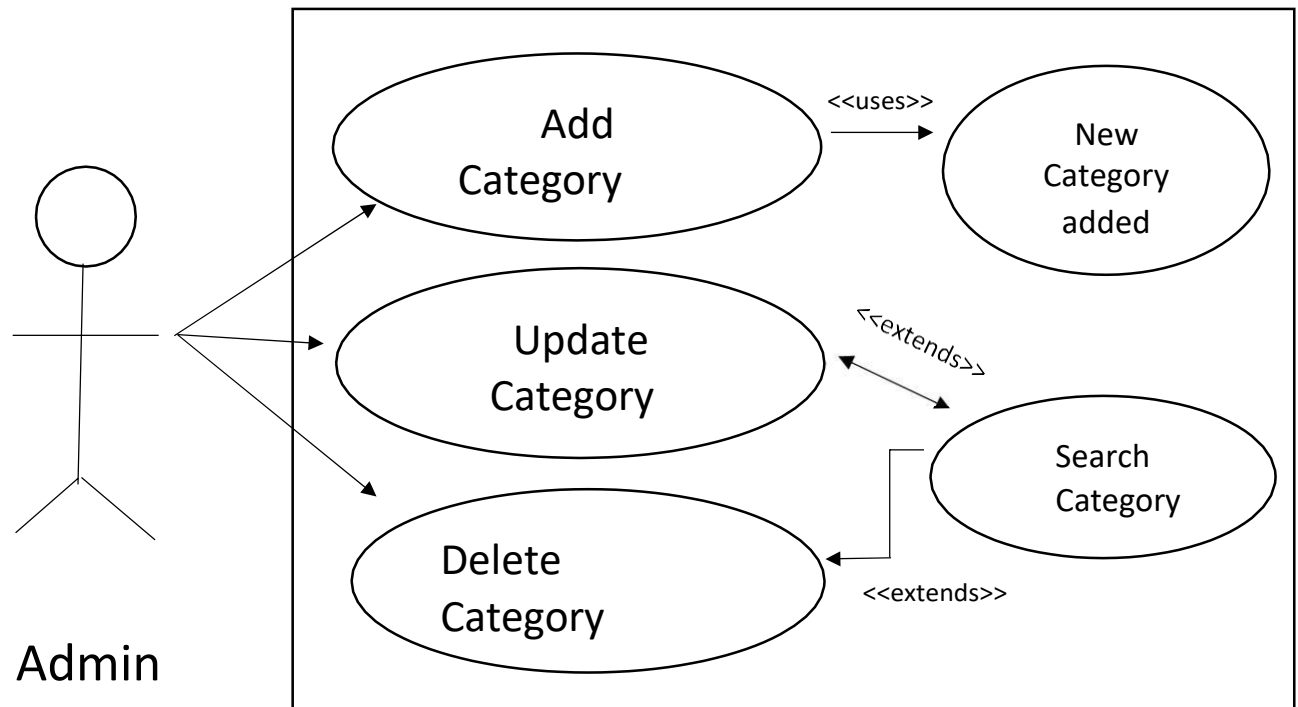 Add
Category
<<uses>>
New
Category
added
Update
Category
<<extends>>
Search
Category
Delete
Category
<<extends>>
Admin